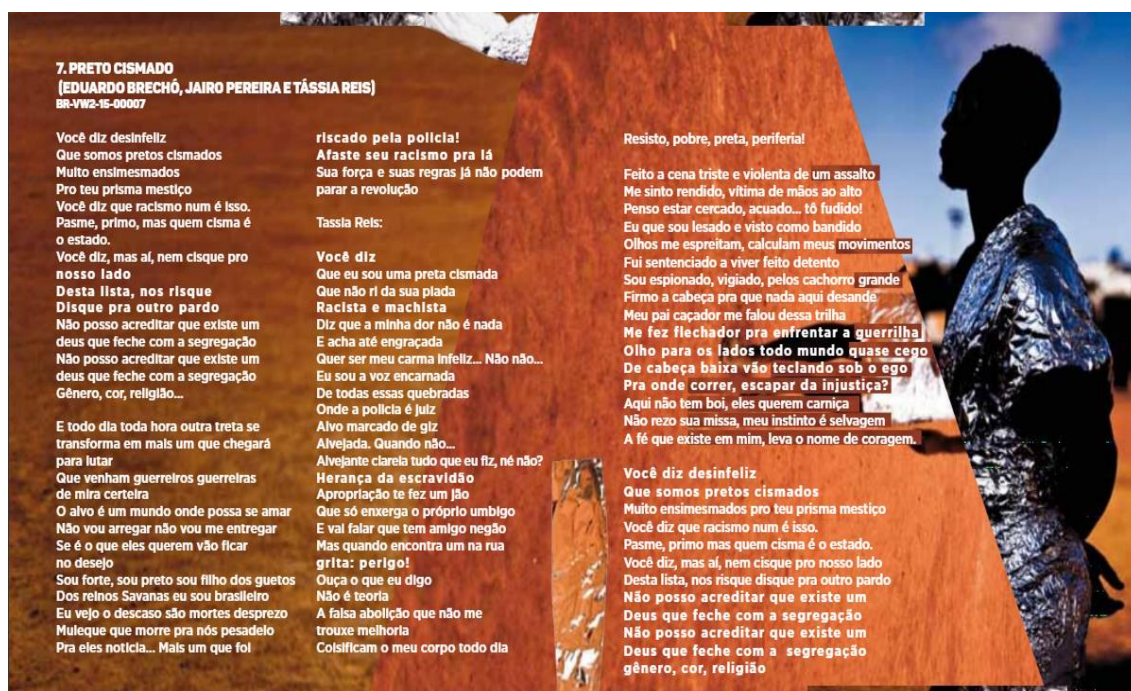 7. PRETO CISMADO
(EDUARDO BRECHÓ, JAIRO PEREIRA E TÁSSIA REIS)
BR-VW2-15-00007
Você diz desinfeliz
Que somos pretos cismados
Muito ensimesmados
Pro teu prisma mestiço
Você diz que racismo num é isso.
Pasme, primo, mas quem cisma é
o estado.
Você diz, mas aí, nem cisque pro
nosso lado
Desta lista, nos risque
Disque pra outro pardo
Não posso acreditar que existe um
deus que feche com a segregação
Não posso acreditar que existe um
deus que feche com a segregação
Gênero, cor, religião...
E todo dia toda hora outra treta se
transforma em mais um que chegará
para lutar
Que venham guerreiros guerreiras
de mira certeira
O alvo é um mundo onde possa se amar
Não vou arregar não vou me entregar
Se é o que eles querem vão ficar
no desejo
Sou forte, sou preto sou filho dos guetos
Dos reinos Savanas eu sou brasileiro
Eu vejo o descaso são mortes desprezo
Muleque que morre pra nós pesadelo
Pra eles noticia... Mais um que foi
riscado pela policia!
Afaste seu racismo pra lá
Sua força e suas regras já não podem
parar a revolução
Tassia Reis:
Você diz
Que eu sou uma preta cismada
Que não ri da sua piada
Racista e machista
Diz que a minha dor não é nada
E acha até engraçada
Quer ser meu carma infeliz... Não não...
Eu sou a voz encarnada
De todas essas quebradas
Onde a policia é juiz
Alvo marcado de giz
Alvejada. Quando não...
Alvejante clareia tudo que eu fiz, né não?
Herança da escravidão
Apropriação te fez um jão
Que só enxerga o próprio umbigo
E vai falar que tem amigo negão
Mas quando encontra um na rua
grita: perigo!
Ouça o que eu digo
Não é teoria
A falsa abolição que não me
trouxe melhoria
Coisificam o meu corpo todo dia
Resisto, pobre, preta, periferia!
Feito a cena triste e violenta de um assalto
Me sinto rendido, vítima de mãos ao alto
Penso estar cercado, acuado... tô fudido!
Eu que sou lesado e visto como bandido
Olhos me espreitam, calculam meus movimentos
Fui sentenciado a viver feito detento
Sou espionado, vigiado, pelos cachorro grande
Firmo a cabeça pra que nada aqui desande
Meu pai caçador me falou dessa trilha
Me fez flechador pra enfrentar a guerrilha
Olho para os lados todo mundo quase cego
De cabeça baixa vão teclando sob o ego
Pra onde correr, escapar da injustiça?
Aqui não tem boi, eles querem carniça
Não rezo sua missa, meu instinto é selvagem
A fé que existe em mim, leva o nome de coragem.
Você diz desinfeliz
Que somos pretos cismados
Muito ensimesmados pro teu prisma mestiço
Você diz que racismo num é isso.
Pasme, primo mas quem cisma é o estado.
Você diz, mas aí, nem cisque pro nosso lado
Desta lista, nos risque disque pra outro pardo
Não posso acreditar que existe um
Deus que feche com a segregação
Não posso acreditar que existe um
Deus que feche com a segregação
gênero, cor, religião